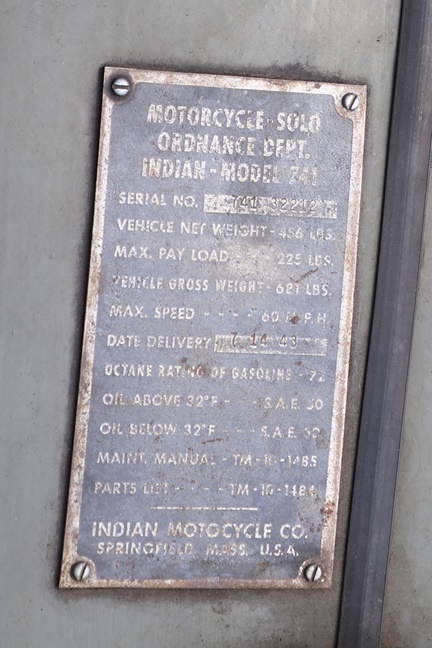 MOTORCYCLE-SOLO
ORDNANCE DEPT.
INDIAN-MODEL 741
SERIAL NO. 741 32212
VEHICLE NET WEIGHT-456 LBS.
MAX. PAY LOAD - - - 225 LBS.
VEHICLE GROSS WEIGHT-681 LBS.
MAX. SPEED - - - - 60 M.P.H.
DATE DELIVERY 7 14 43
OCTANE RATING OF GASOLINE -72
OIL ABOVE 32°F - - - S.A.E. 50
OIL BELOW 32°F - - - S.A.E.
MAINT. MANUAL - TM-10-1485
PARTS LIST - - - - TM-10-1484
INDIAN MOTOCYCLE CO.
SPRINGFIELD, MASS. U.S.A.